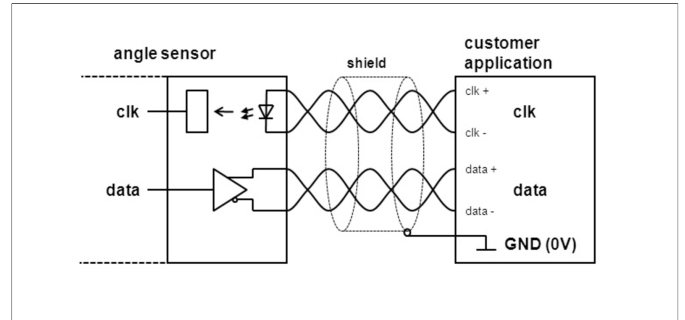 angle sensor
shield
customer
application
clk
clk +
clk
clk -
data
data +
data
data -
GND (0V)